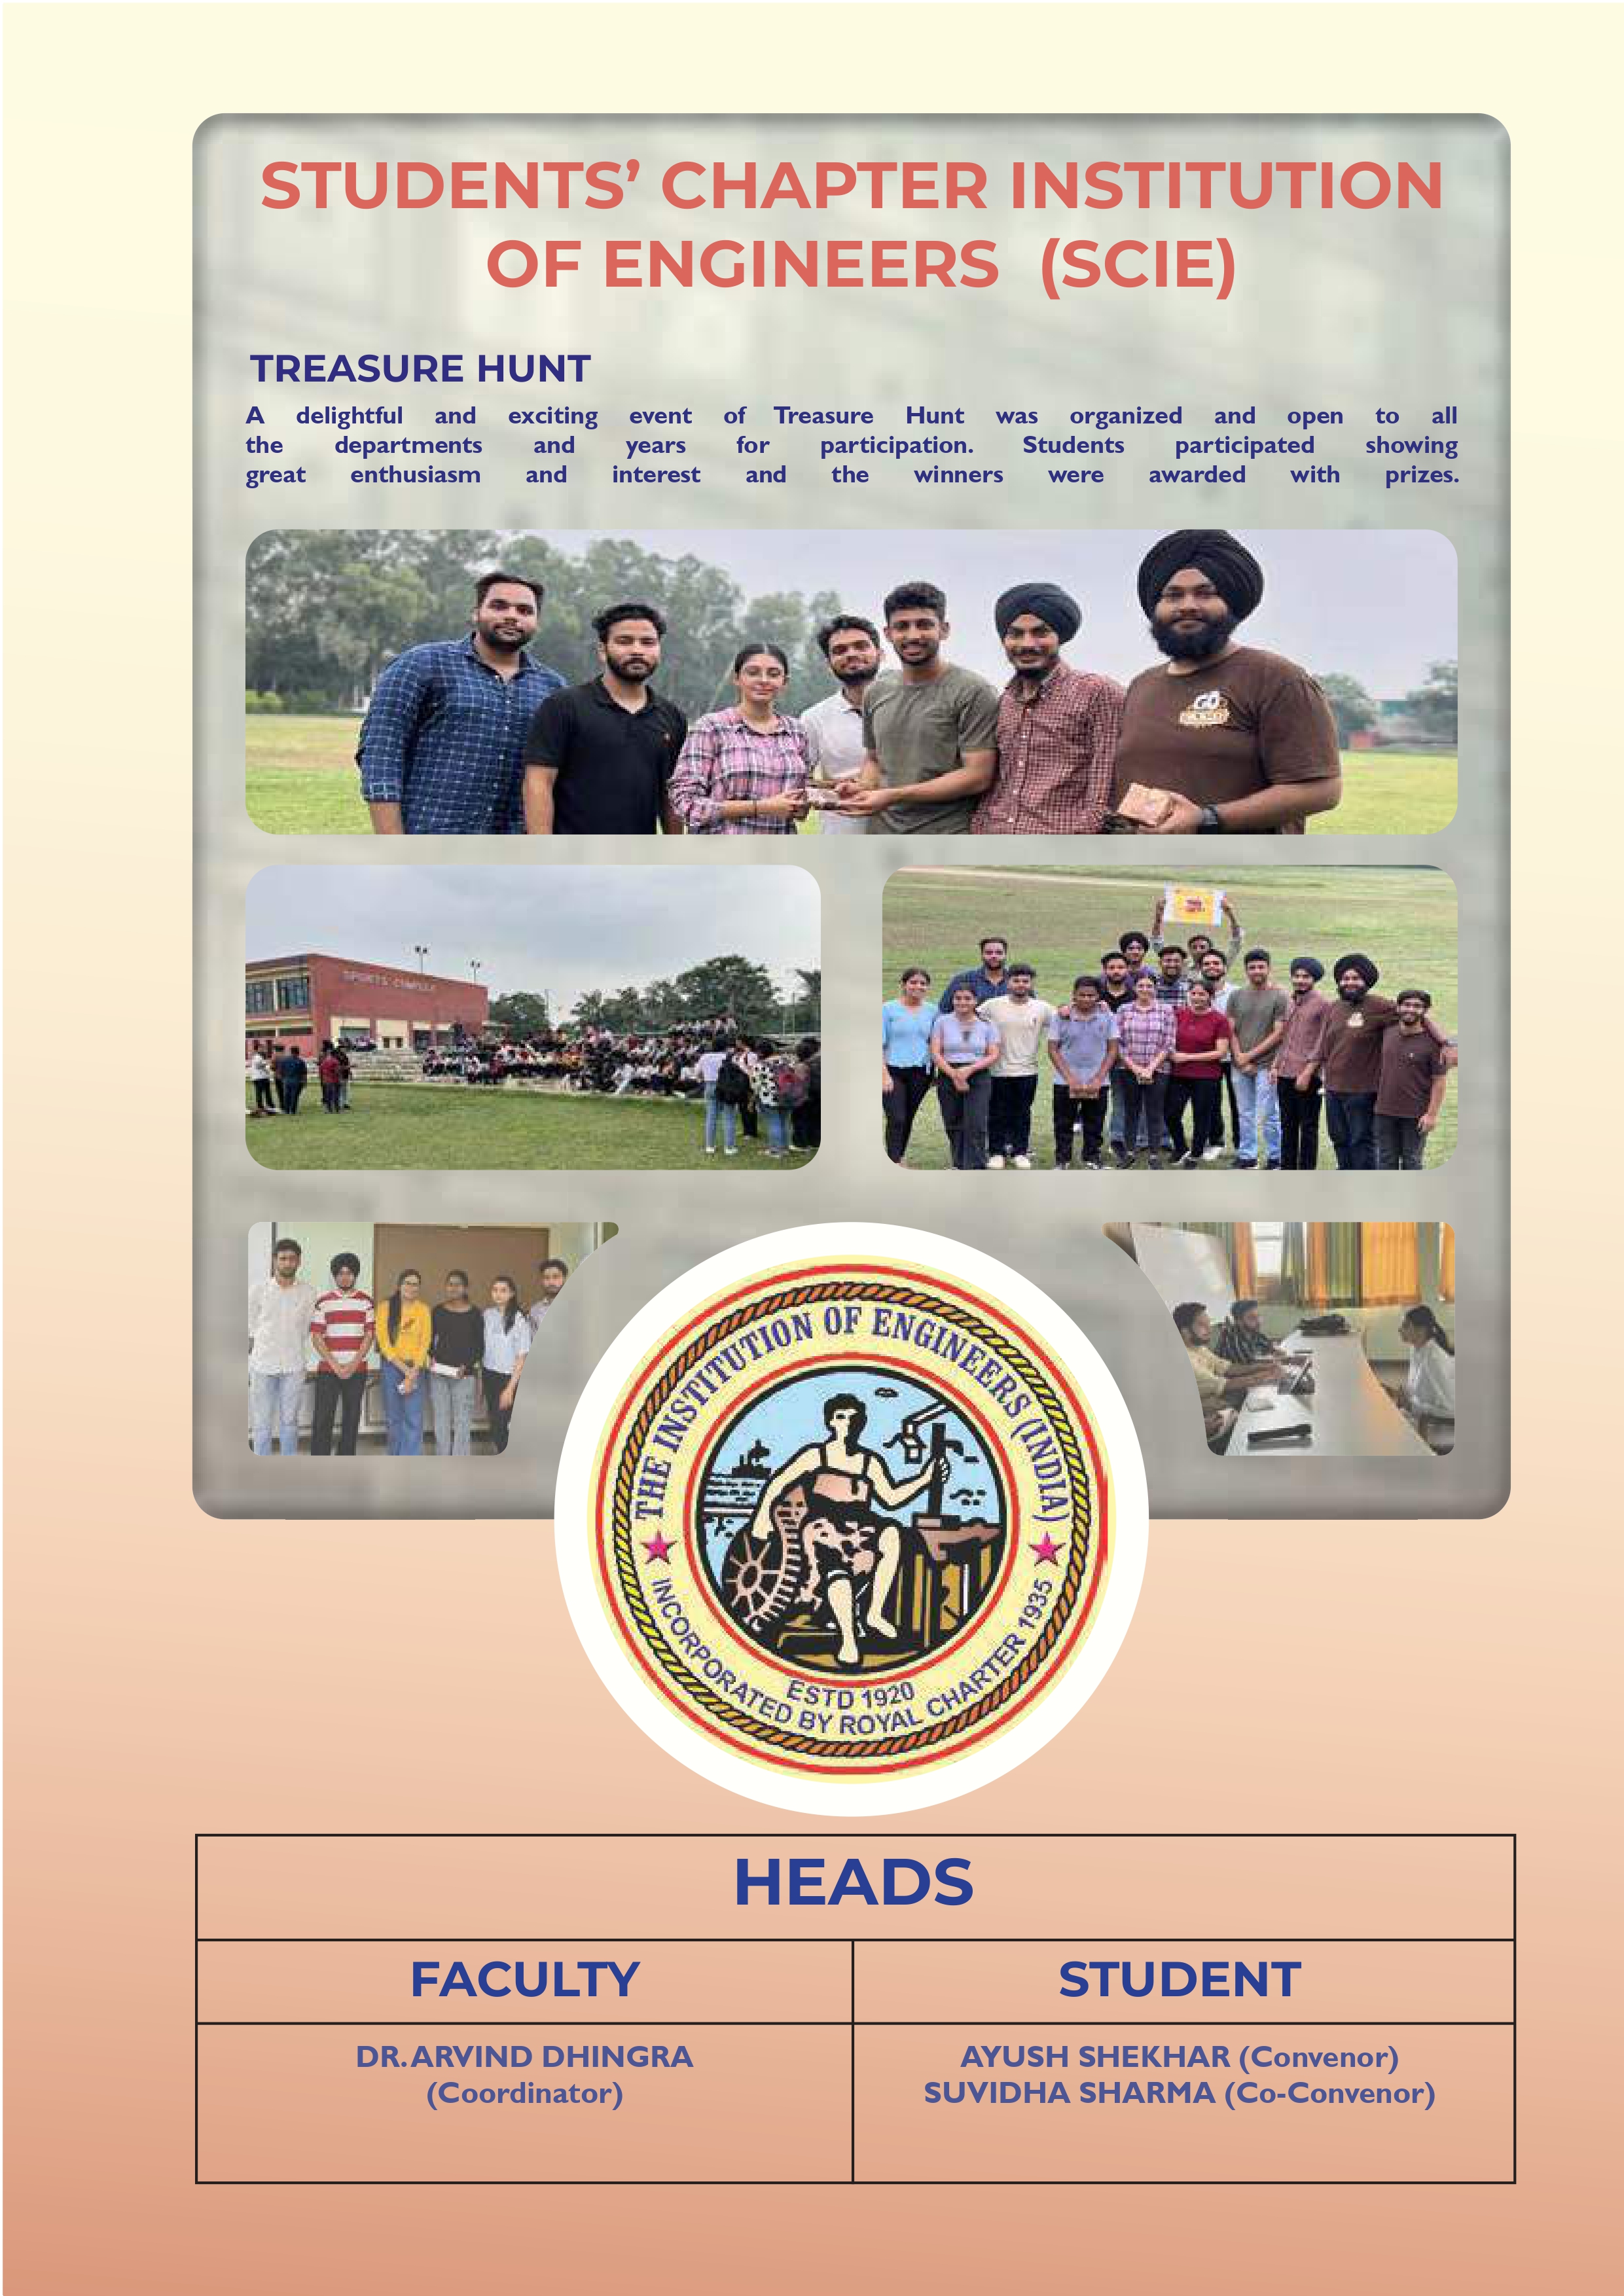 STUDENTS’ CHAPTER INSTITUTION
OF ENGINEERS (SCIE)
TREASURE HUNT
A delightful and exciting event of Treasure Hunt was organized and open to all
the departments and years for participation. Students participated showing
great enthusiasm and interest and the winners were awarded with prizes.
GO
SPORTS COMPLEX
THE INSTITUTION OF ENGINEERS (INDIA)
ESTD 1920
INCORPORATED BY ROYAL CHARTER 1935
HEADS
FACULTY
STUDENT
DR. ARVIND DHINGRA
(Coordinator)
AYUSH SHEKHAR (Convenor)
SUVIDHA SHARMA (Co-Convenor)